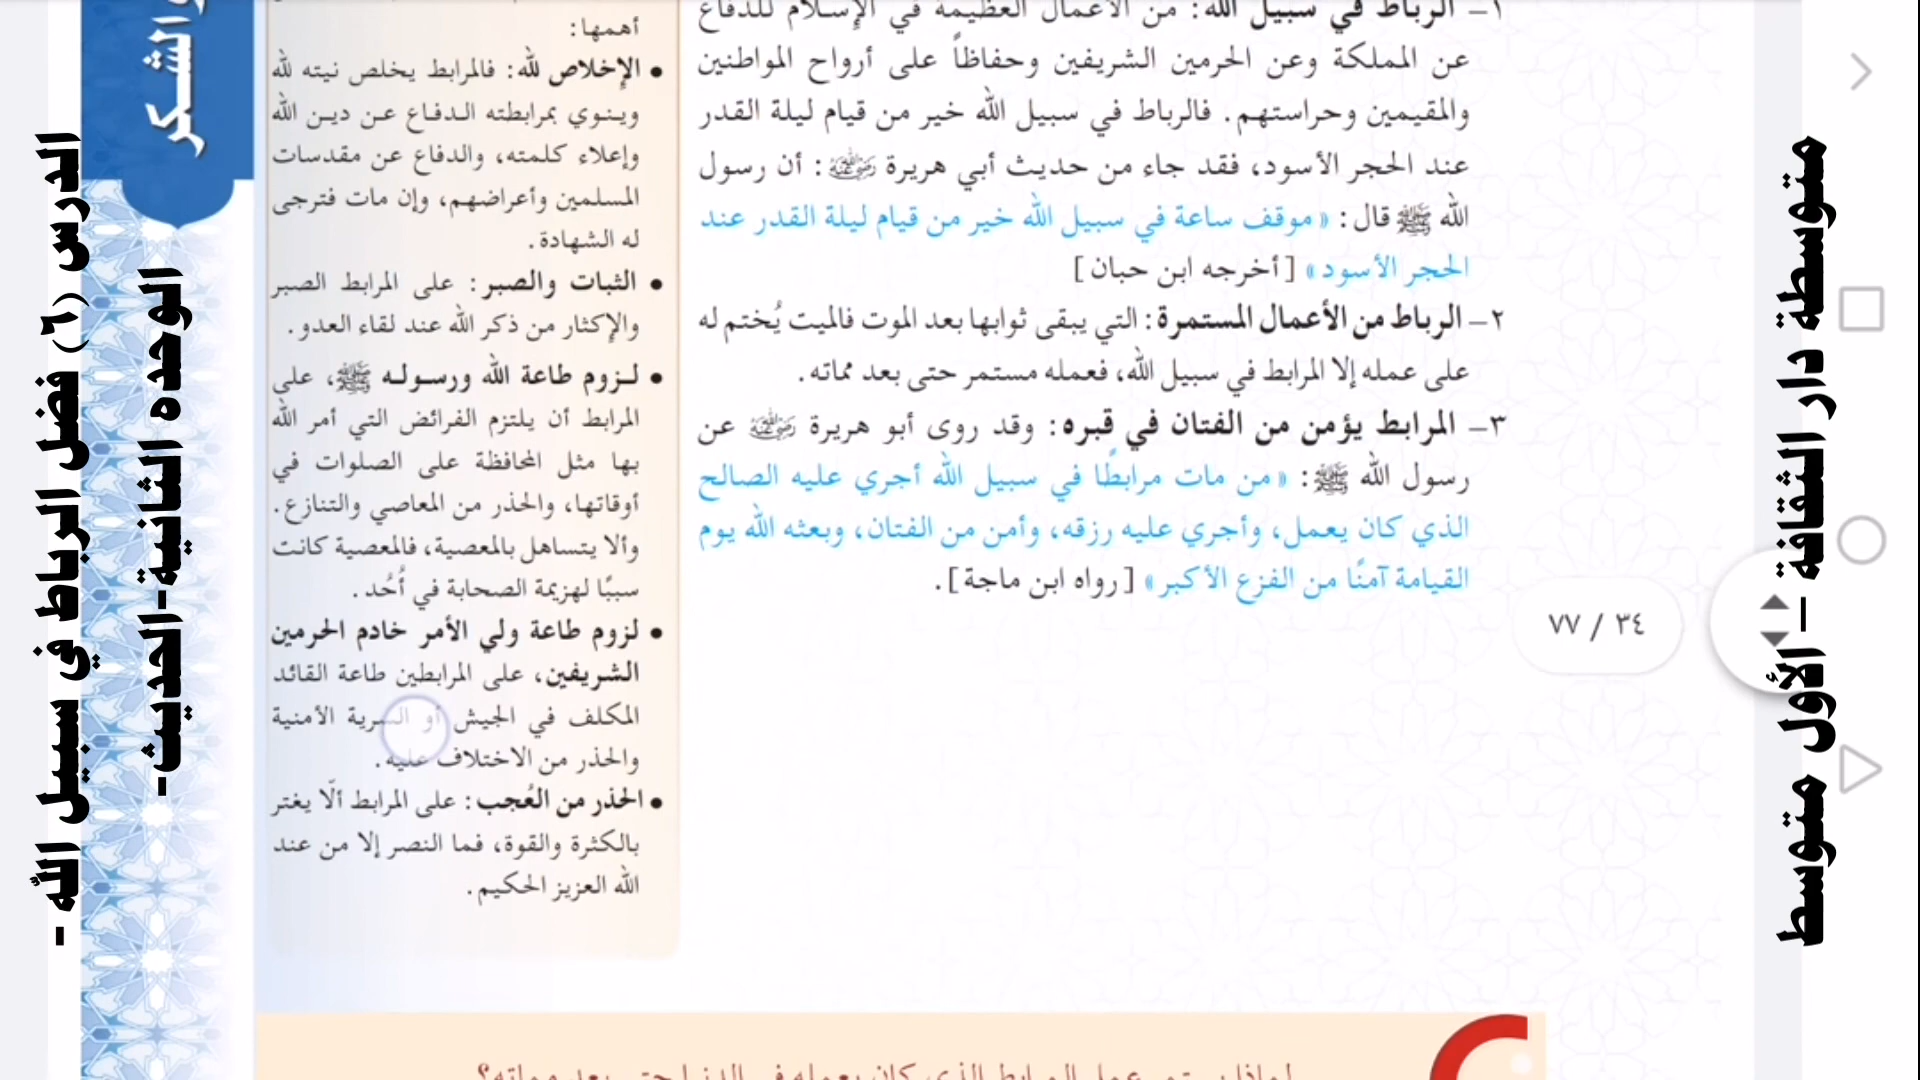 ١– الرباط في سبيل الله: من الأعمال العظيمة في الإسلام للدفاع
عن المملكة وعن الحرمين الشريفين وحفاظاً على أرواح المواطنين
والمقيمين وحراستهم. فالرباط في سبيل الله خير من قيام ليلة القدر
عند الحجر الأسود، فقد جاء من حديث أبي هريرة رضي الله عنه: أن رسول
الله ﷺ قال: «موقف ساعة في سبيل الله خير من قيام ليلة القدر عند
الحجر الأسود» [أخرجه ابن حبان]
٢– الرباط من الأعمال المستمرة: التي يبقى ثوابها بعد الموت فالميت يُختم له
على عمله إلا المرابط في سبيل الله، فعمله مستمر حتى بعد مماته.
٣– المرابط يؤمن من الفتان في قبره: وقد روى أبو هريرة رضي الله عنه عن
رسول الله ﷺ: «من مات مرابطًا في سبيل الله أجري عليه الصالح
الذي كان يعمل، وأجري عليه رزقه، وأمن من الفتان، وبعثه الله يوم
القيامة آمنًا من الفزع الأكبر» [رواه ابن ماجة].
أهمها:
• الإخلاص لله: فالمرابط يخلص نيته لله
وينوي بمرابطته الدفاع عن دين الله
وإعلاء كلمته، والدفاع عن مقدسات
المسلمين وأعراضهم، وإن مات فترجى
له الشهادة.
• الثبات والصبر: على المرابط الصبر
والإكثار من ذكر الله عند لقاء العدو.
• لزوم طاعة الله ورسوله ﷺ، على
المرابط أن يلتزم الفرائض التي أمر الله
بها مثل المحافظة على الصلوات في
أوقاتها، والحذر من المعاصي والتنازع.
وألا يتساهل بالمعصية، فالمعصية كانت
سببًا لهزيمة الصحابة في أُحُد.
• لزوم طاعة ولي الأمر خادم الحرمين
الشريفين، على المرابطين طاعة القائد
المكلف في الجيش أو السرية الأمنية
والحذر من الاختلاف عليه.
• الحذر من العُجب: على المرابط ألّا يغتر
بالكثرة والقوة، فما النصر إلا من عند
الله العزيز الحكيم.
لماذا يستمر عمل المرابط الذي كان يعمله في الدنيا حتى بعد مماته؟
٣٤ / ٧٧
متوسطة دار الثقافة – الأول متوسط
والشكر
الدرس (٦) فضل الرباط في سبيل الله -
الوحده الثانية-الحديث-